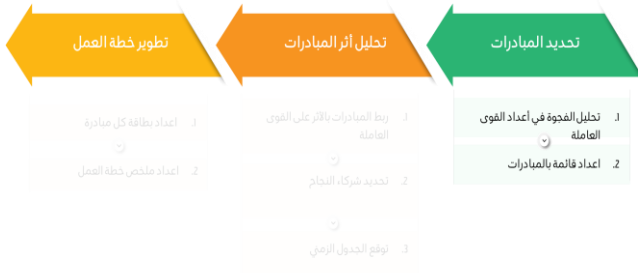 تحديد المبادرات
تحليل أثر المبادرات
تطوير خطة العمل
1. تحليل الفجوة في أعداد القوى
العاملة
2. اعداد قائمة بالمبادرات
1. ربط المبادرات بالأثر على القوى
العاملة
2. تحديد شركاء النجاح
3. توقع الجدول الزمني
1. اعداد بطاقة كل مبادرة
2. اعداد ملخص خطة العمل